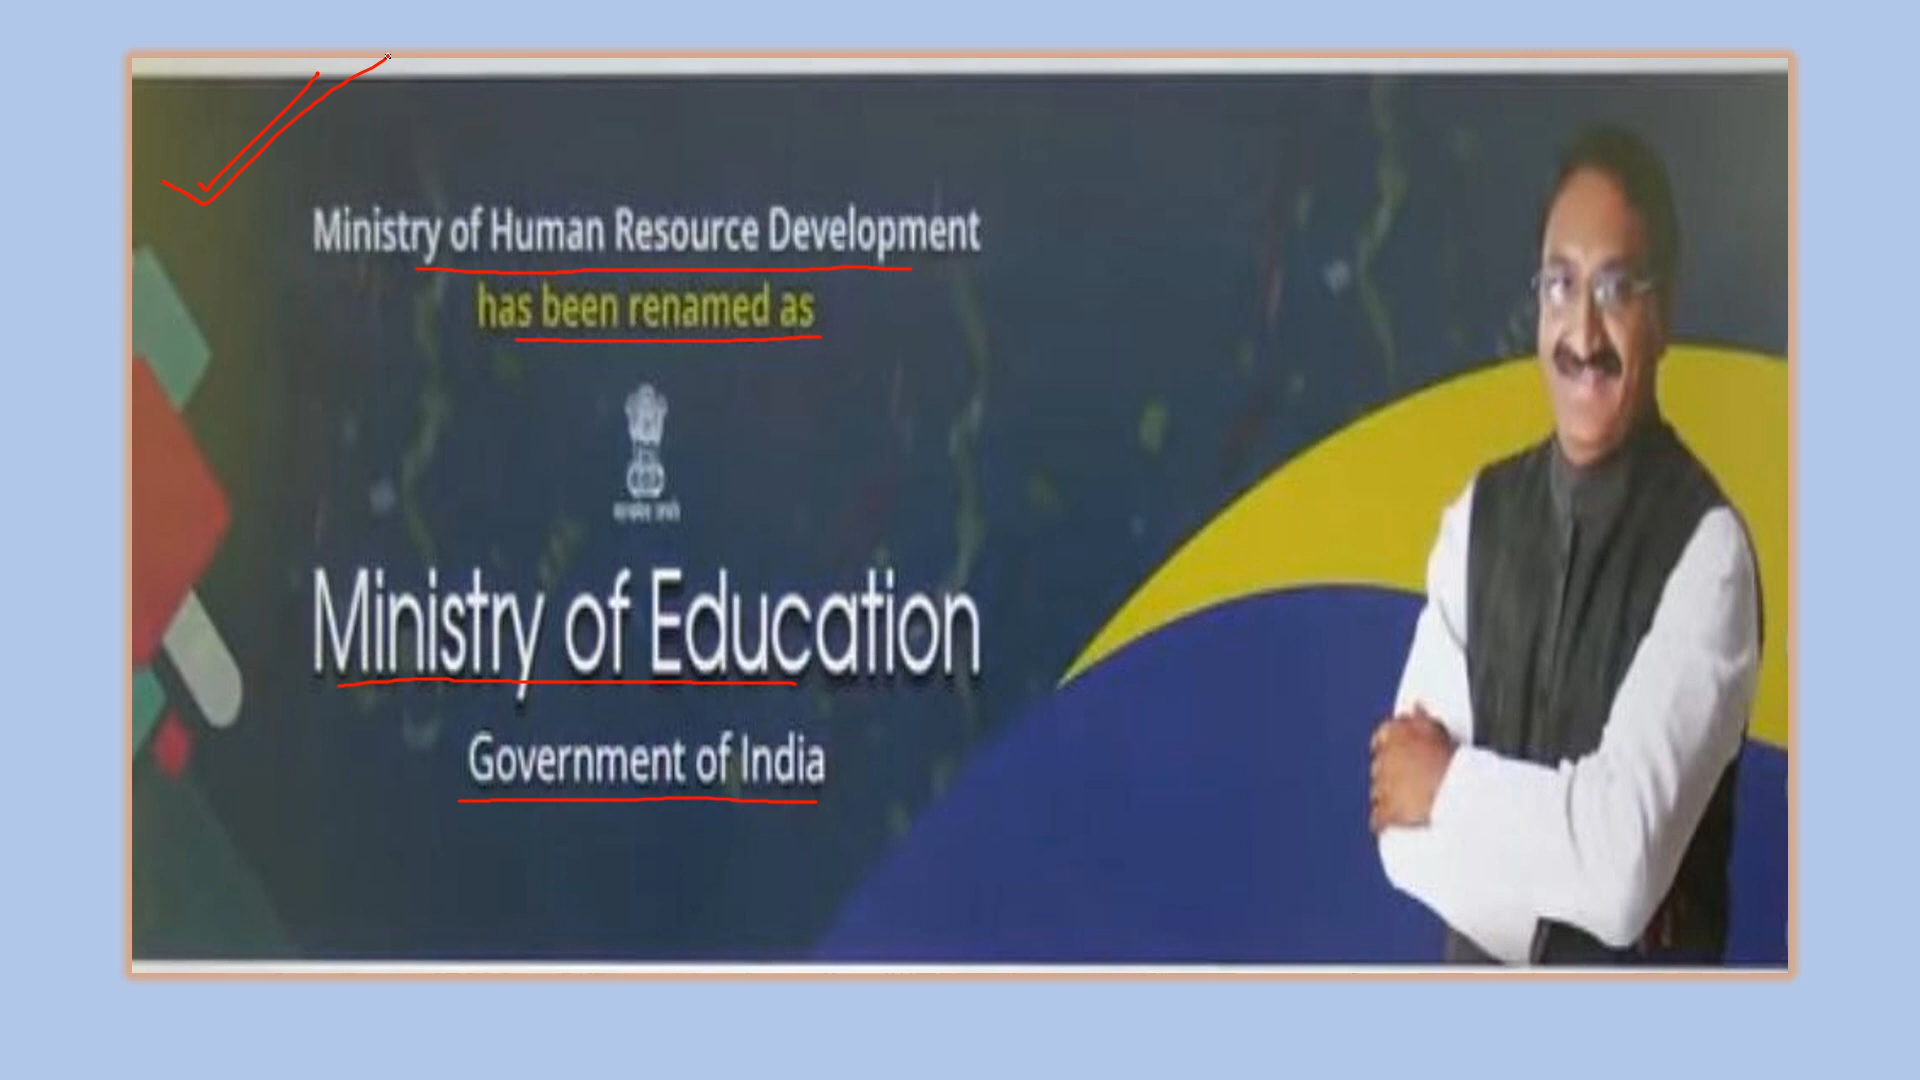 Ministry of Human Resource Development
has been renamed as
Ministry of Education
Government of India